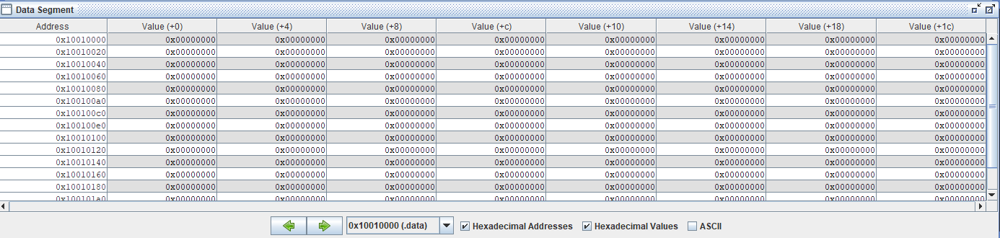 Data Segment
Address Value (+0) Value (+4) Value (+8) Value (+c) Value (+10) Value (+14) Value (+18) Value (+1c)
0x10010000 0x00000000 0x00000000 0x00000000 0x00000000 0x00000000 0x00000000 0x00000000 0x00000000
0x10010020 0x00000000 0x00000000 0x00000000 0x00000000 0x00000000 0x00000000 0x00000000 0x00000000
0x10010040 0x00000000 0x00000000 0x00000000 0x00000000 0x00000000 0x00000000 0x00000000 0x00000000
0x10010060 0x00000000 0x00000000 0x00000000 0x00000000 0x00000000 0x00000000 0x00000000 0x00000000
0x10010080 0x00000000 0x00000000 0x00000000 0x00000000 0x00000000 0x00000000 0x00000000 0x00000000
0x100100a0 0x00000000 0x00000000 0x00000000 0x00000000 0x00000000 0x00000000 0x00000000 0x00000000
0x100100c0 0x00000000 0x00000000 0x00000000 0x00000000 0x00000000 0x00000000 0x00000000 0x00000000
0x100100e0 0x00000000 0x00000000 0x00000000 0x00000000 0x00000000 0x00000000 0x00000000 0x00000000
0x10010100 0x00000000 0x00000000 0x00000000 0x00000000 0x00000000 0x00000000 0x00000000 0x00000000
0x10010120 0x00000000 0x00000000 0x00000000 0x00000000 0x00000000 0x00000000 0x00000000 0x00000000
0x10010140 0x00000000 0x00000000 0x00000000 0x00000000 0x00000000 0x00000000 0x00000000 0x00000000
0x10010160 0x00000000 0x00000000 0x00000000 0x00000000 0x00000000 0x00000000 0x00000000 0x00000000
0x10010180 0x00000000 0x00000000 0x00000000 0x00000000 0x00000000 0x00000000 0x00000000 0x00000000
0x100101a0 0x00000000 0x00000000 0x00000000 0x00000000 0x00000000 0x00000000 0x00000000 0x00000000
0x10010000 (.data) Hexadecimal Addresses Hexadecimal Values ASCII